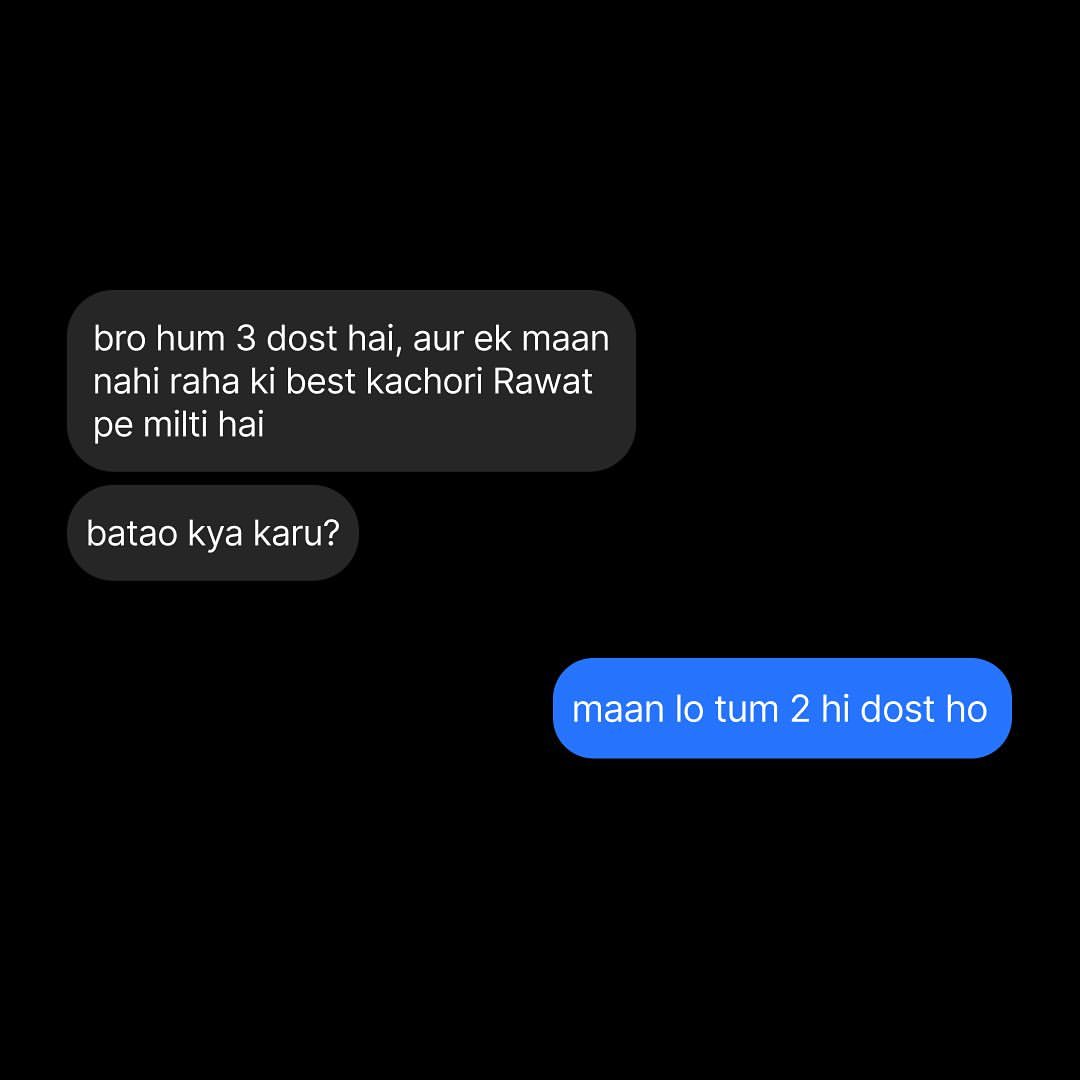 bro hum 3 dost hai, aur ek maan
nahi raha ki best kachori Rawat
pe milti hai
batao kya karu?
maan lo tum 2 hi dost ho